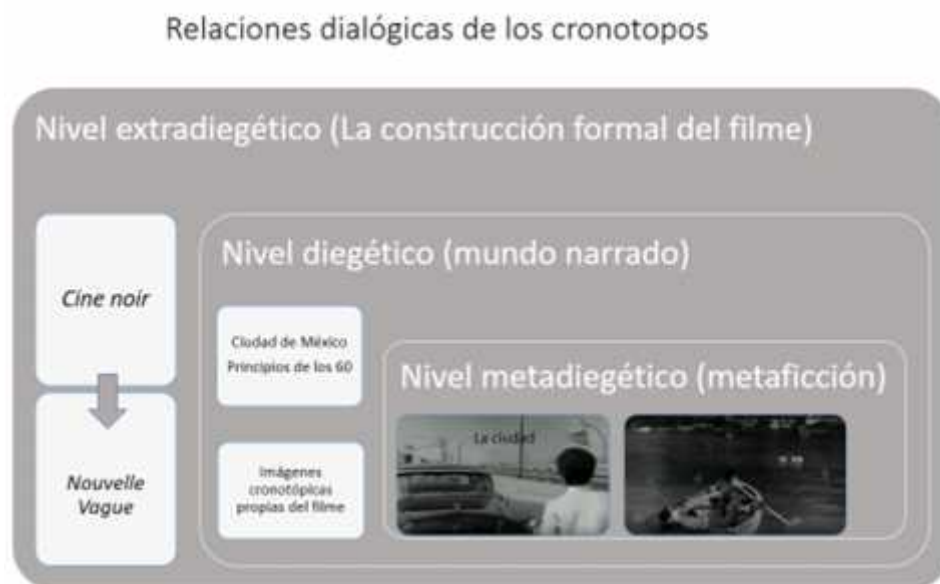 Relaciones dialógicas de los cronotopos
Nivel extradiegético (La construcción formal del filme)
Cine noir
Nouvelle
Vague
Nivel diegético (mundo narrado)
Ciudad de México
Principios de los 60
Imágenes
cronotópicas
propias del filme
Nivel metadiegético (metaficción)
La ciudad